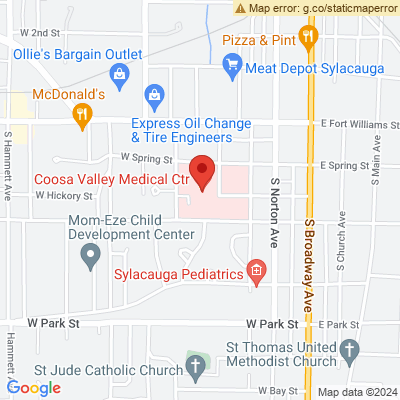 Map error: g.co/staticmaperror
W 2nd St
Ollie's Bargain Outlet
Pizza & Pint
Meat Depot Sylacauga
McDonald's
Express Oil Change
& Tire Engineers
E Fort Williams St
S Hammett Ave
W Spring St
E Spring St
S Main Ave
Coosa Valley Medical Ctr
W Hickory St
S Norton Ave
Mom-Eze Child
Development Center
S Broadway Ave
S Church Ave
Sylacauga Pediatrics
W Park St
W Park St
E Park St
Hammett Ave
St Thomas United
Methodist Church
St Jude Catholic Church
Google
W Bay St
Map data ©2024